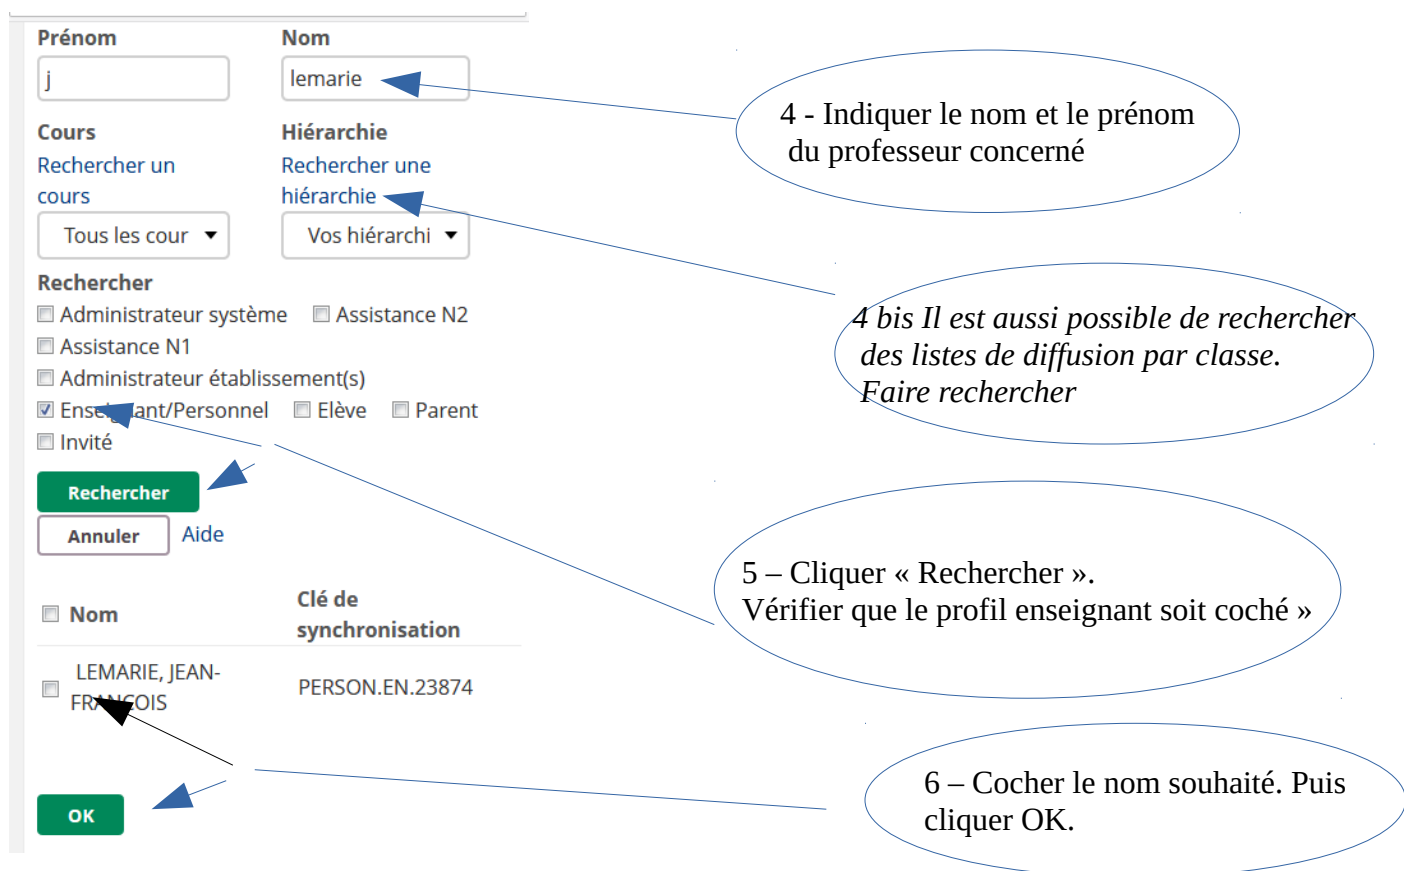 Prénom
Nom
j
lemarie
Cours
Hiérarchie
Rechercher un
cours
Rechercher une
hiérarchie
Tous les cour
Vos hiérarchi
Rechercher
Administrateur système
Assistance N2
Assistance N1
Administrateur établissement(s)
Enseignant/Personnel
Elève
Parent
Invité
Rechercher
Annuler
Aide
Nom
Clé de
synchronisation
LEMARIE, JEAN-
FRANCOIS
PERSON.EN.23874
OK
4 - Indiquer le nom et le prénom
du professeur concerné
4 bis Il est aussi possible de rechercher
des listes de diffusion par classe.
Faire rechercher
5 – Cliquer « Rechercher ».
Vérifier que le profil enseignant soit coché »
6 – Cocher le nom souhaité. Puis
cliquer OK.